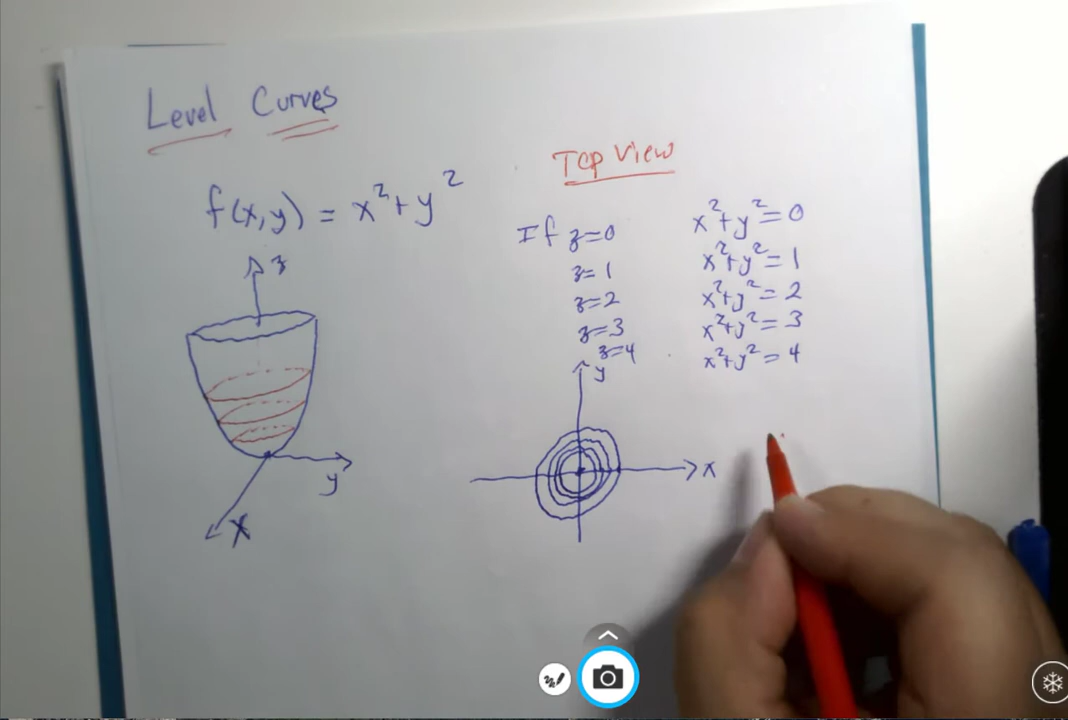 Level Curves
Top View
f(x,y) = x² + y²
If z=0 x²+y²=0
z=1 x²+y²=1
z=2 x²+y²=2
z=3 x²+y²=3
z=4 x²+y²=4
z
y
x
y
x